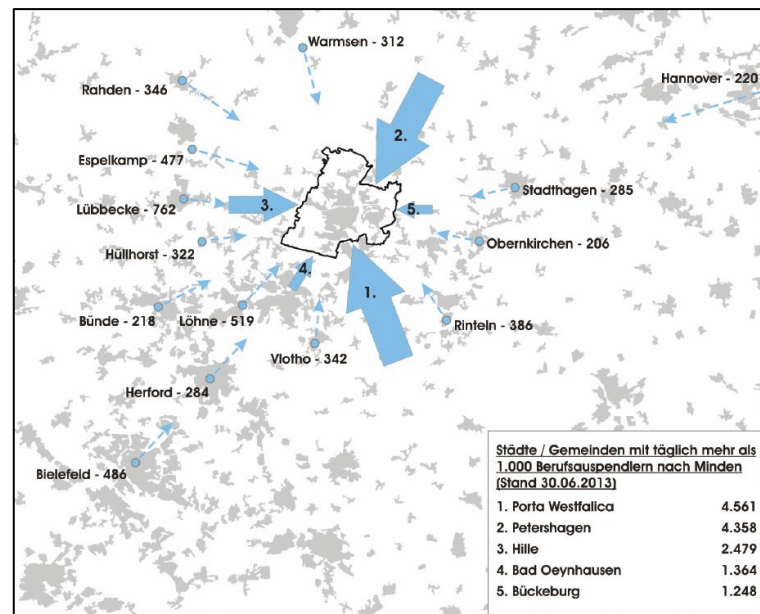 Warmsen - 312
Hannover - 220
Rahden - 346
2.
Espelkamp - 477
Stadthagen - 285
Lübbecke - 762
3.
5.
Obernkirchen - 206
Hüllhorst - 322
4.
1.
Bünde - 218
Löhne - 519
Rinteln - 386
Vlotho - 342
Herford - 284
Bielefeld - 486
Städte / Gemeinden mit täglich mehr als
1.000 Berufsauspendlern nach Minden
(Stand 30.06.2013)
1. Porta Westfalica 4.561
2. Petershagen 4.358
3. Hille 2.479
4. Bad Oeynhausen 1.364
5. Bückeburg 1.248